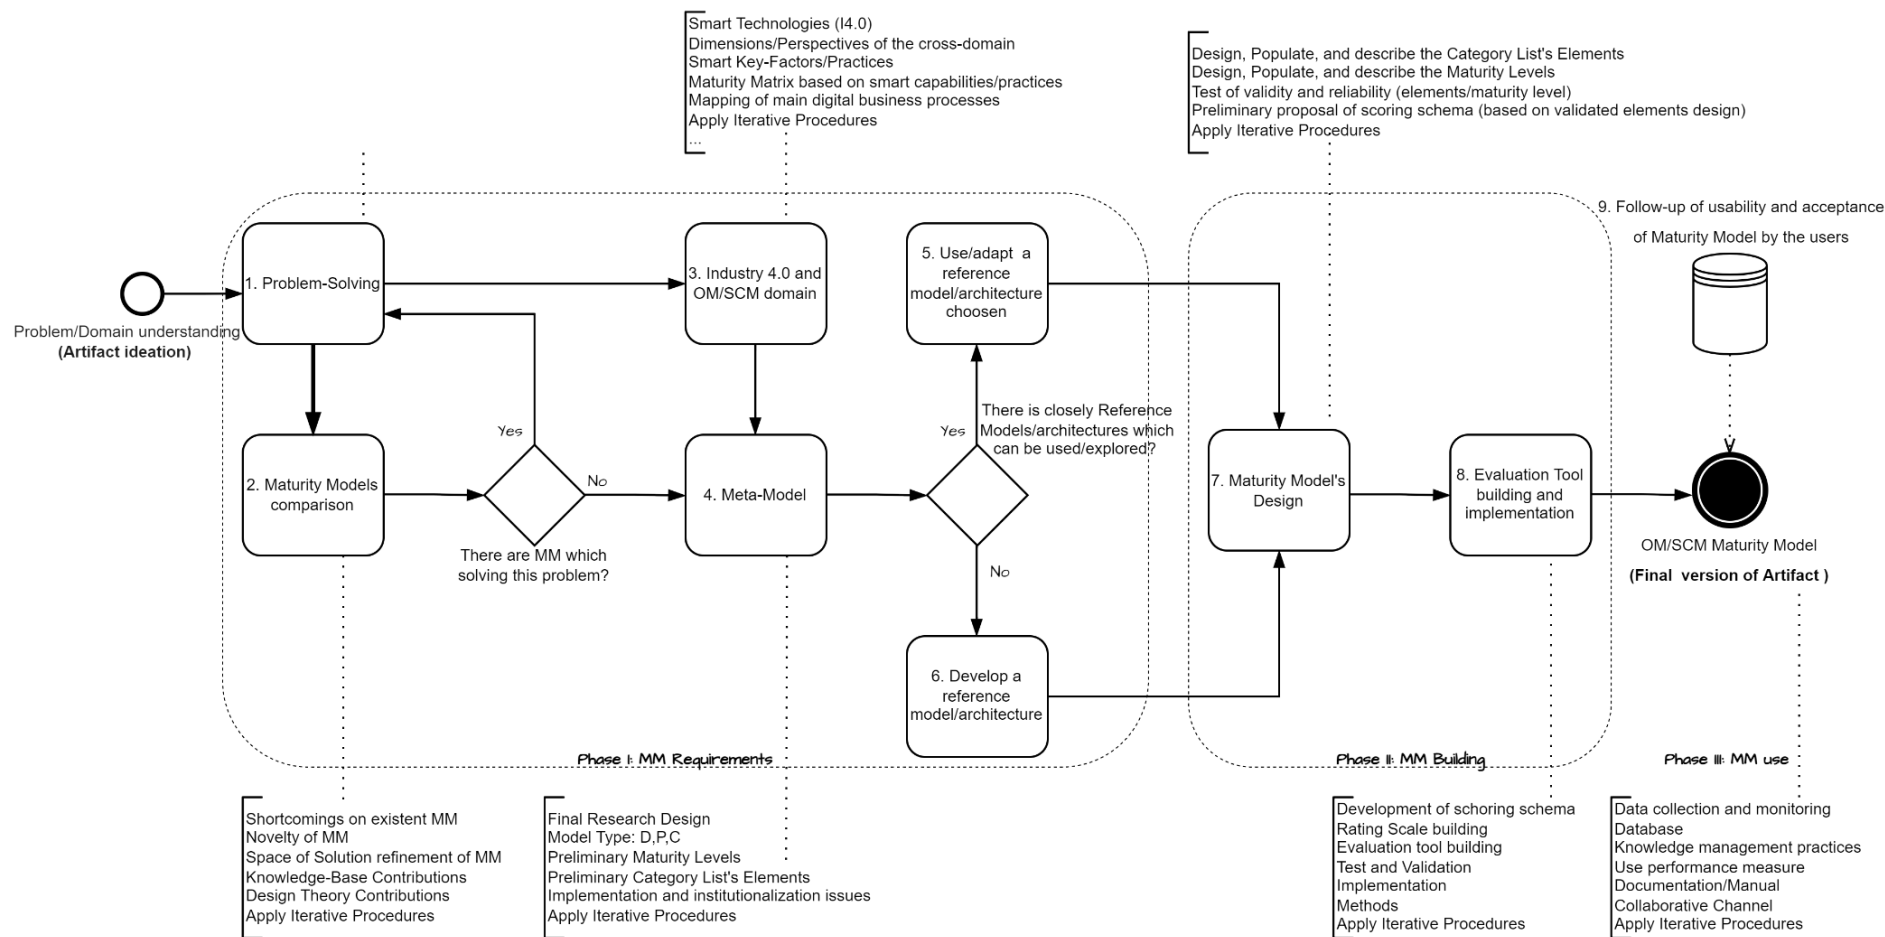 Smart Technologies (I4.0)
Dimensions/Perspectives of the cross-domain
Smart Key-Factors/Practices
Maturity Matrix based on smart capabilities/practices
Mapping of main digital business processes
Apply Iterative Procedures
...
Design, Populate, and describe the Category List's Elements
Design, Populate, and describe the Maturity Levels
Test of validity and reliability (elements/maturity level)
Preliminary proposal of scoring schema (based on validated elements design)
Apply Iterative Procedures
Problem/Domain understanding
(Artifact ideation)
1. Problem-Solving
3. Industry 4.0 and
OM/SCM domain
5. Use/adapt a
reference
model/architecture
choosen
9. Follow-up of usability and acceptance
of Maturity Model by the users
2. Maturity Models
comparison
Yes
No
There are MM which
solving this problem?
4. Meta-Model
There is closely Reference
Models/architectures which
can be used/explored?
Yes
No
6. Develop a
reference
model/architecture
7. Maturity Model's
Design
8. Evaluation Tool
building and
implementation
OM/SCM Maturity Model
(Final version of Artifact )
Phase I: MM Requirements
Phase II: MM Building
Phase III: MM use
Shortcomings on existent MM
Novelty of MM
Space of Solution refinement of MM
Knowledge-Base Contributions
Design Theory Contributions
Apply Iterative Procedures
Final Research Design
Model Type: D,P,C
Preliminary Maturity Levels
Preliminary Category List's Elements
Implementation and institutionalization issues
Apply Iterative Procedures
Development of schoring schema
Rating Scale building
Evaluation tool building
Test and Validation
Implementation
Methods
Apply Iterative Procedures
Data collection and monitoring
Database
Knowledge management practices
Use performance measure
Documentation/Manual
Collaborative Channel
Apply Iterative Procedures